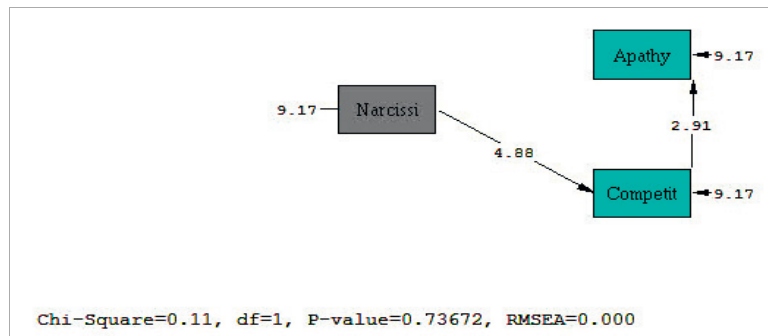 Apathy
9.17
Narcissi
9.17
2.91
4.88
Competit
9.17
Chi-Square=0.11, df=1, P-value=0.73672, RMSEA=0.000